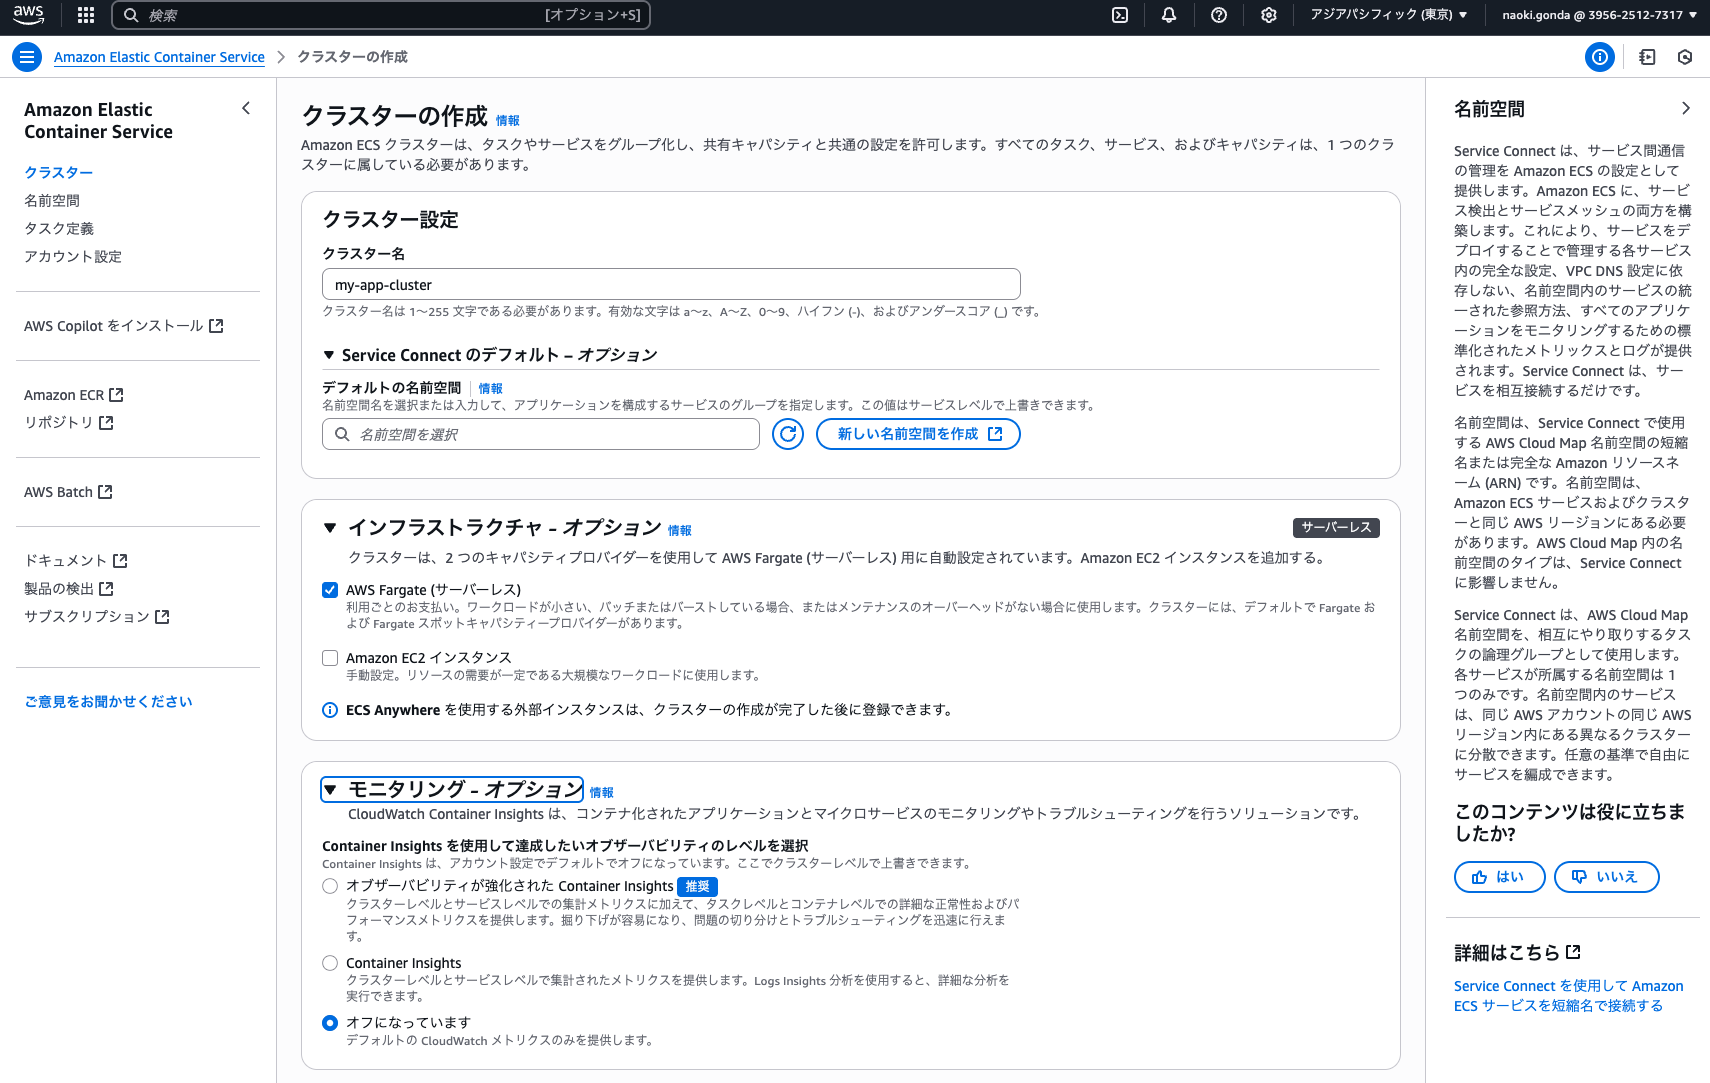 aws
検索
[オプション+S]
アジアパシフィック (東京) ▼
naoki.gonda @ 3956-2512-7317 ▼
Amazon Elastic Container Service
クラスターの作成
Amazon Elastic
Container Service
クラスター
名前空間
タスク定義
アカウント設定
AWS Copilot をインストール
Amazon ECR
リポジトリ
AWS Batch
ドキュメント
製品の検出
サブスクリプション
ご意見をお聞かせください
クラスターの作成 情報
Amazon ECS クラスターは、タスクやサービスをグループ化し、共有キャパシティと共通の設定を許可します。すべてのタスク、サービス、およびキャパシティは、1 つのクラ
スターに属している必要があります。
クラスター設定
クラスター名
my-app-cluster
クラスター名は 1〜255 文字である必要があります。有効な文字は a〜z、A〜Z、0〜9、ハイフン (-)、およびアンダースコア (_) です。
▼ Service Connect のデフォルト – オプション
デフォルトの名前空間 情報
名前空間名を選択または入力して、アプリケーションを構成するサービスのグループを指定します。この値はサービスレベルで上書きできます。
名前空間を選択
新しい名前空間を作成
▼ インフラストラクチャ - オプション 情報
サーバーレス
クラスターは、2 つのキャパシティプロバイダーを使用して AWS Fargate (サーバーレス) 用に自動設定されています。Amazon EC2 インスタンスを追加する。
AWS Fargate (サーバーレス)
利用ごとのお支払い。ワークロードが小さい、バッチまたはバーストしている場合、またはメンテナンスのオーバーヘッドがない場合に使用します。クラスターには、デフォルトで Fargate お
よび Fargate スポットキャパシティープロバイダーがあります。
Amazon EC2 インスタンス
手動設定。リソースの需要が一定である大規模なワークロードに使用します。
ECS Anywhere を使用する外部インスタンスは、クラスターの作成が完了した後に登録できます。
▼ モニタリング - オプション 情報
CloudWatch Container Insights は、コンテナ化されたアプリケーションとマイクロサービスのモニタリングやトラブルシューティングを行うソリューションです。
Container Insights を使用して達成したいオブザーバビリティのレベルを選択
Container Insights は、アカウント設定でデフォルトでオフになっています。ここでクラスターレベルで上書きできます。
オブザーバビリティが強化された Container Insights 推奨
クラスターレベルとサービスレベルでの集計メトリクスに加えて、タスクレベルとコンテナレベルでの詳細な正常性およびパ
フォーマンスメトリクスを提供します。掘り下げが容易になり、問題の切り分けとトラブルシューティングを迅速に行えま
す。
Container Insights
クラスターレベルとサービスレベルで集計されたメトリクスを提供します。Logs Insights 分析を使用すると、詳細な分析を
実行できます。
オフになっています
デフォルトの CloudWatch メトリクスのみを提供します。
名前空間
Service Connect は、サービス間通信
の管理を Amazon ECS の設定として
提供します。Amazon ECS に、サービ
ス検出とサービスメッシュの両方を構
築します。これにより、サービスをデ
プロイすることで管理する各サービス
内の完全な設定、VPC DNS 設定に依
存しない、名前空間内のサービスの統
一された参照方法、すべてのアプリケ
ーションをモニタリングするための標
準化されたメトリックスとログが提供
されます。Service Connect は、サー
ビスを相互接続するだけです。
名前空間は、Service Connect で使用
する AWS Cloud Map 名前空間の短縮
名または完全な Amazon リソースネ
ーム (ARN) です。名前空間は、
Amazon ECS サービスおよびクラスタ
ーと同じ AWS リージョンにある必要
があります。AWS Cloud Map 内の名
前空間のタイプは、Service Connect
に影響しません。
Service Connect は、AWS Cloud Map
名前空間を、相互にやり取りするタス
クの論理グループとして使用します。
各サービスが所属する名前空間は 1
つのみです。名前空間内のサービス
は、同じ AWS アカウントの同じ AWS
リージョン内にある異なるクラスター
に分散できます。任意の基準で自由に
サービスを編成できます。
このコンテンツは役に立ちま
したか?
はい
いいえ
詳細はこちら
Service Connect を使用して Amazon
ECS サービスを短縮名で接続する